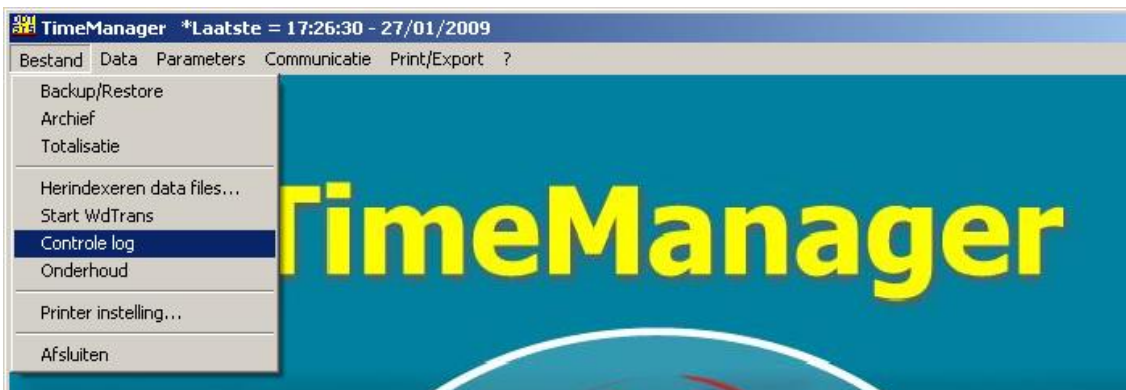 TimeManager *Laatste = 17:26:30 - 27/01/2009
Bestand Data Parameters Communicatie Print/Export ?
Backup/Restore
Archief
Totalisatie
Herindexeren data files...
Start WdTrans
Controle log
Onderhoud
Printer instelling...
Afsluiten
TimeManager